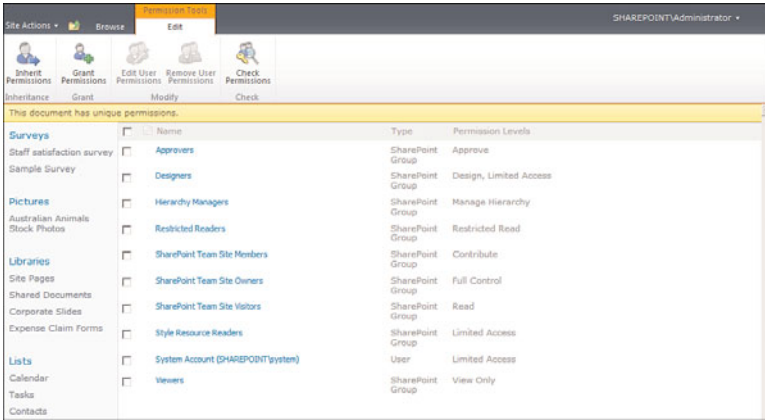 Permission Tools
SHAREPOINT\Administrator
Site Actions Browse Edit
Inherit Permissions
Grant Permissions
Edit User Permissions
Remove User Permissions
Check Permissions
Inheritance Grant Modify Check
This document has unique permissions.
Surveys
Staff satisfaction survey
Sample Survey
Pictures
Australian Animals
Stock Photos
Libraries
Site Pages
Shared Documents
Corporate Slides
Expense Claim Forms
Lists
Calendar
Tasks
Contacts
Name Type Permission Levels
Approvers SharePoint Group Approve
Designers SharePoint Group Design, Limited Access
Hierarchy Managers SharePoint Group Manage Hierarchy
Restricted Readers SharePoint Group Restricted Read
SharePoint Team Site Members SharePoint Group Contribute
SharePoint Team Site Owners SharePoint Group Full Control
SharePoint Team Site Visitors SharePoint Group Read
Style Resource Readers SharePoint Group Limited Access
System Account (SHAREPOINT\system) User Limited Access
Viewers SharePoint Group View Only